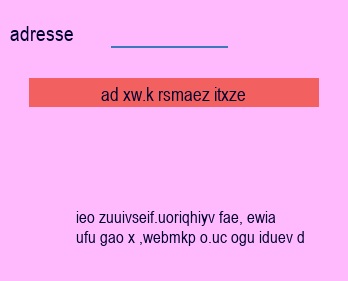 adresse
ad xw.k rsmaez itxze
ieo zuuivseif.uoriqhiyv fae, ewia
ufu gao x ,webmkp o.uc ogu iduev d